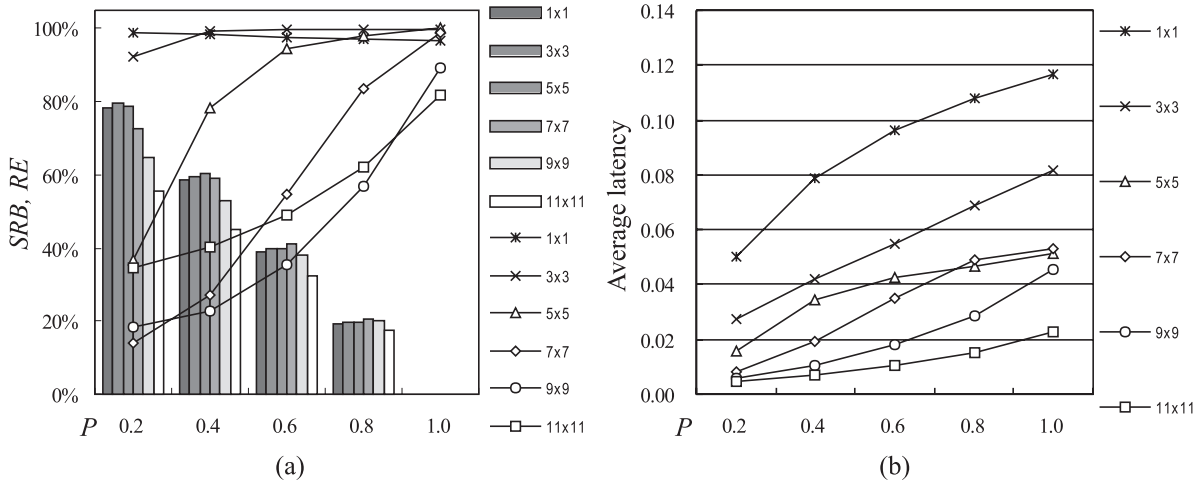 SRB, RE
100%
80%
60%
40%
20%
0%
P 0.2 0.4 0.6 0.8 1.0
1x1
3x3
5x5
7x7
9x9
11x11
1x1
3x3
5x5
7x7
9x9
11x11
(a)
Average latency
0.14
0.12
0.10
0.08
0.06
0.04
0.02
0.00
P 0.2 0.4 0.6 0.8 1.0
1x1
3x3
5x5
7x7
9x9
11x11
(b)